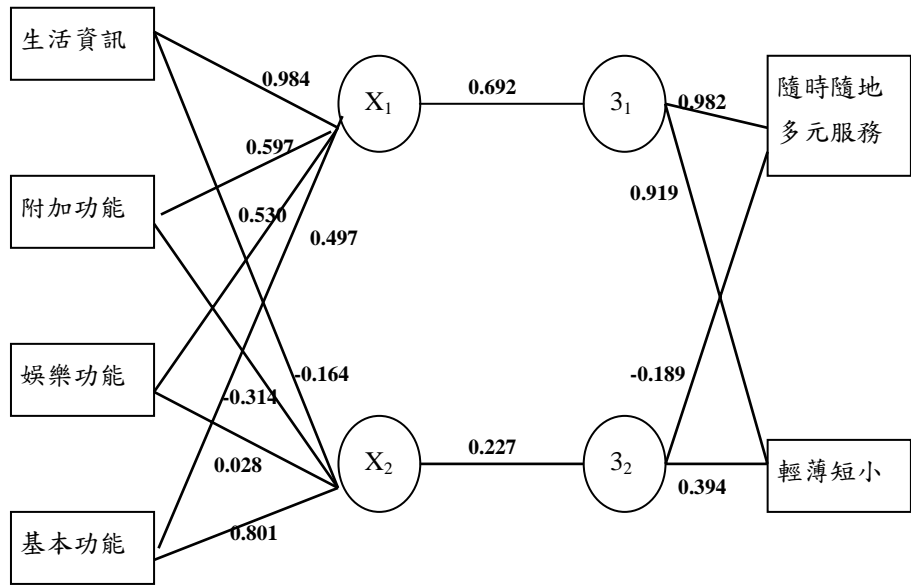 生活資訊
0.984
X₁
0.692
3₁
0.982
隨時隨地
多元服務
0.597
附加功能
0.530
0.497
0.919
娛樂功能
-0.164
-0.314
-0.189
0.028
X₂
0.227
3₂
0.394
輕薄短小
基本功能
0.801